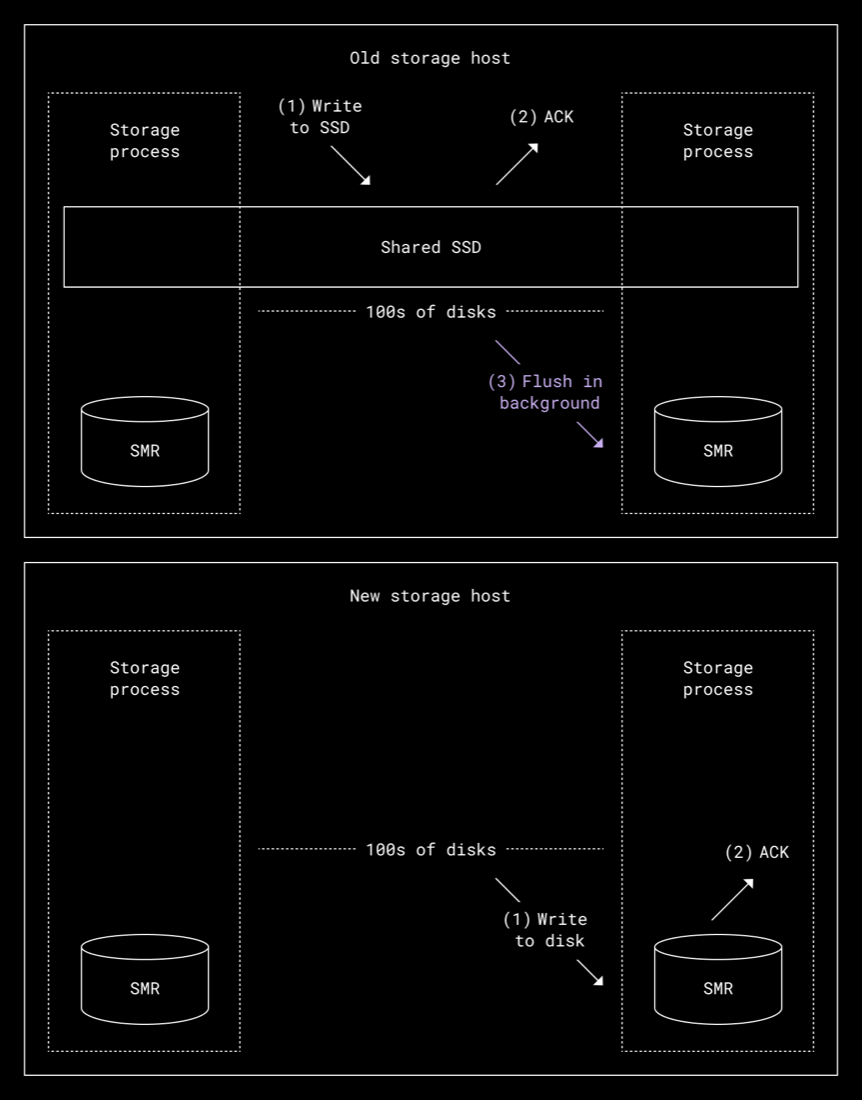 Old storage host
Storage
process
(1) Write
to SSD
(2) ACK
Storage
process
Shared SSD
100s of disks
(3) Flush in
background
SMR
SMR
New storage host
Storage
process
Storage
process
100s of disks
(2) ACK
(1) Write
to disk
SMR
SMR